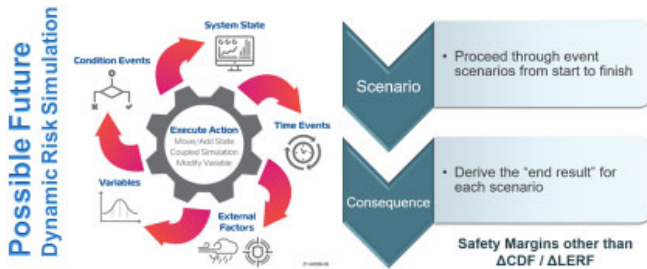 Possible Future
Dynamic Risk Simulation
System State
Condition Events
Time Events
Execute Action
Move/Add State
Coupled Simulation
Modify Variable
Variables
External
Factors
Scenario
• Proceed through event
scenarios from start to finish
Consequence
• Derive the “end result” for
each scenario
Safety Margins other than
ΔCDF / ΔLERF